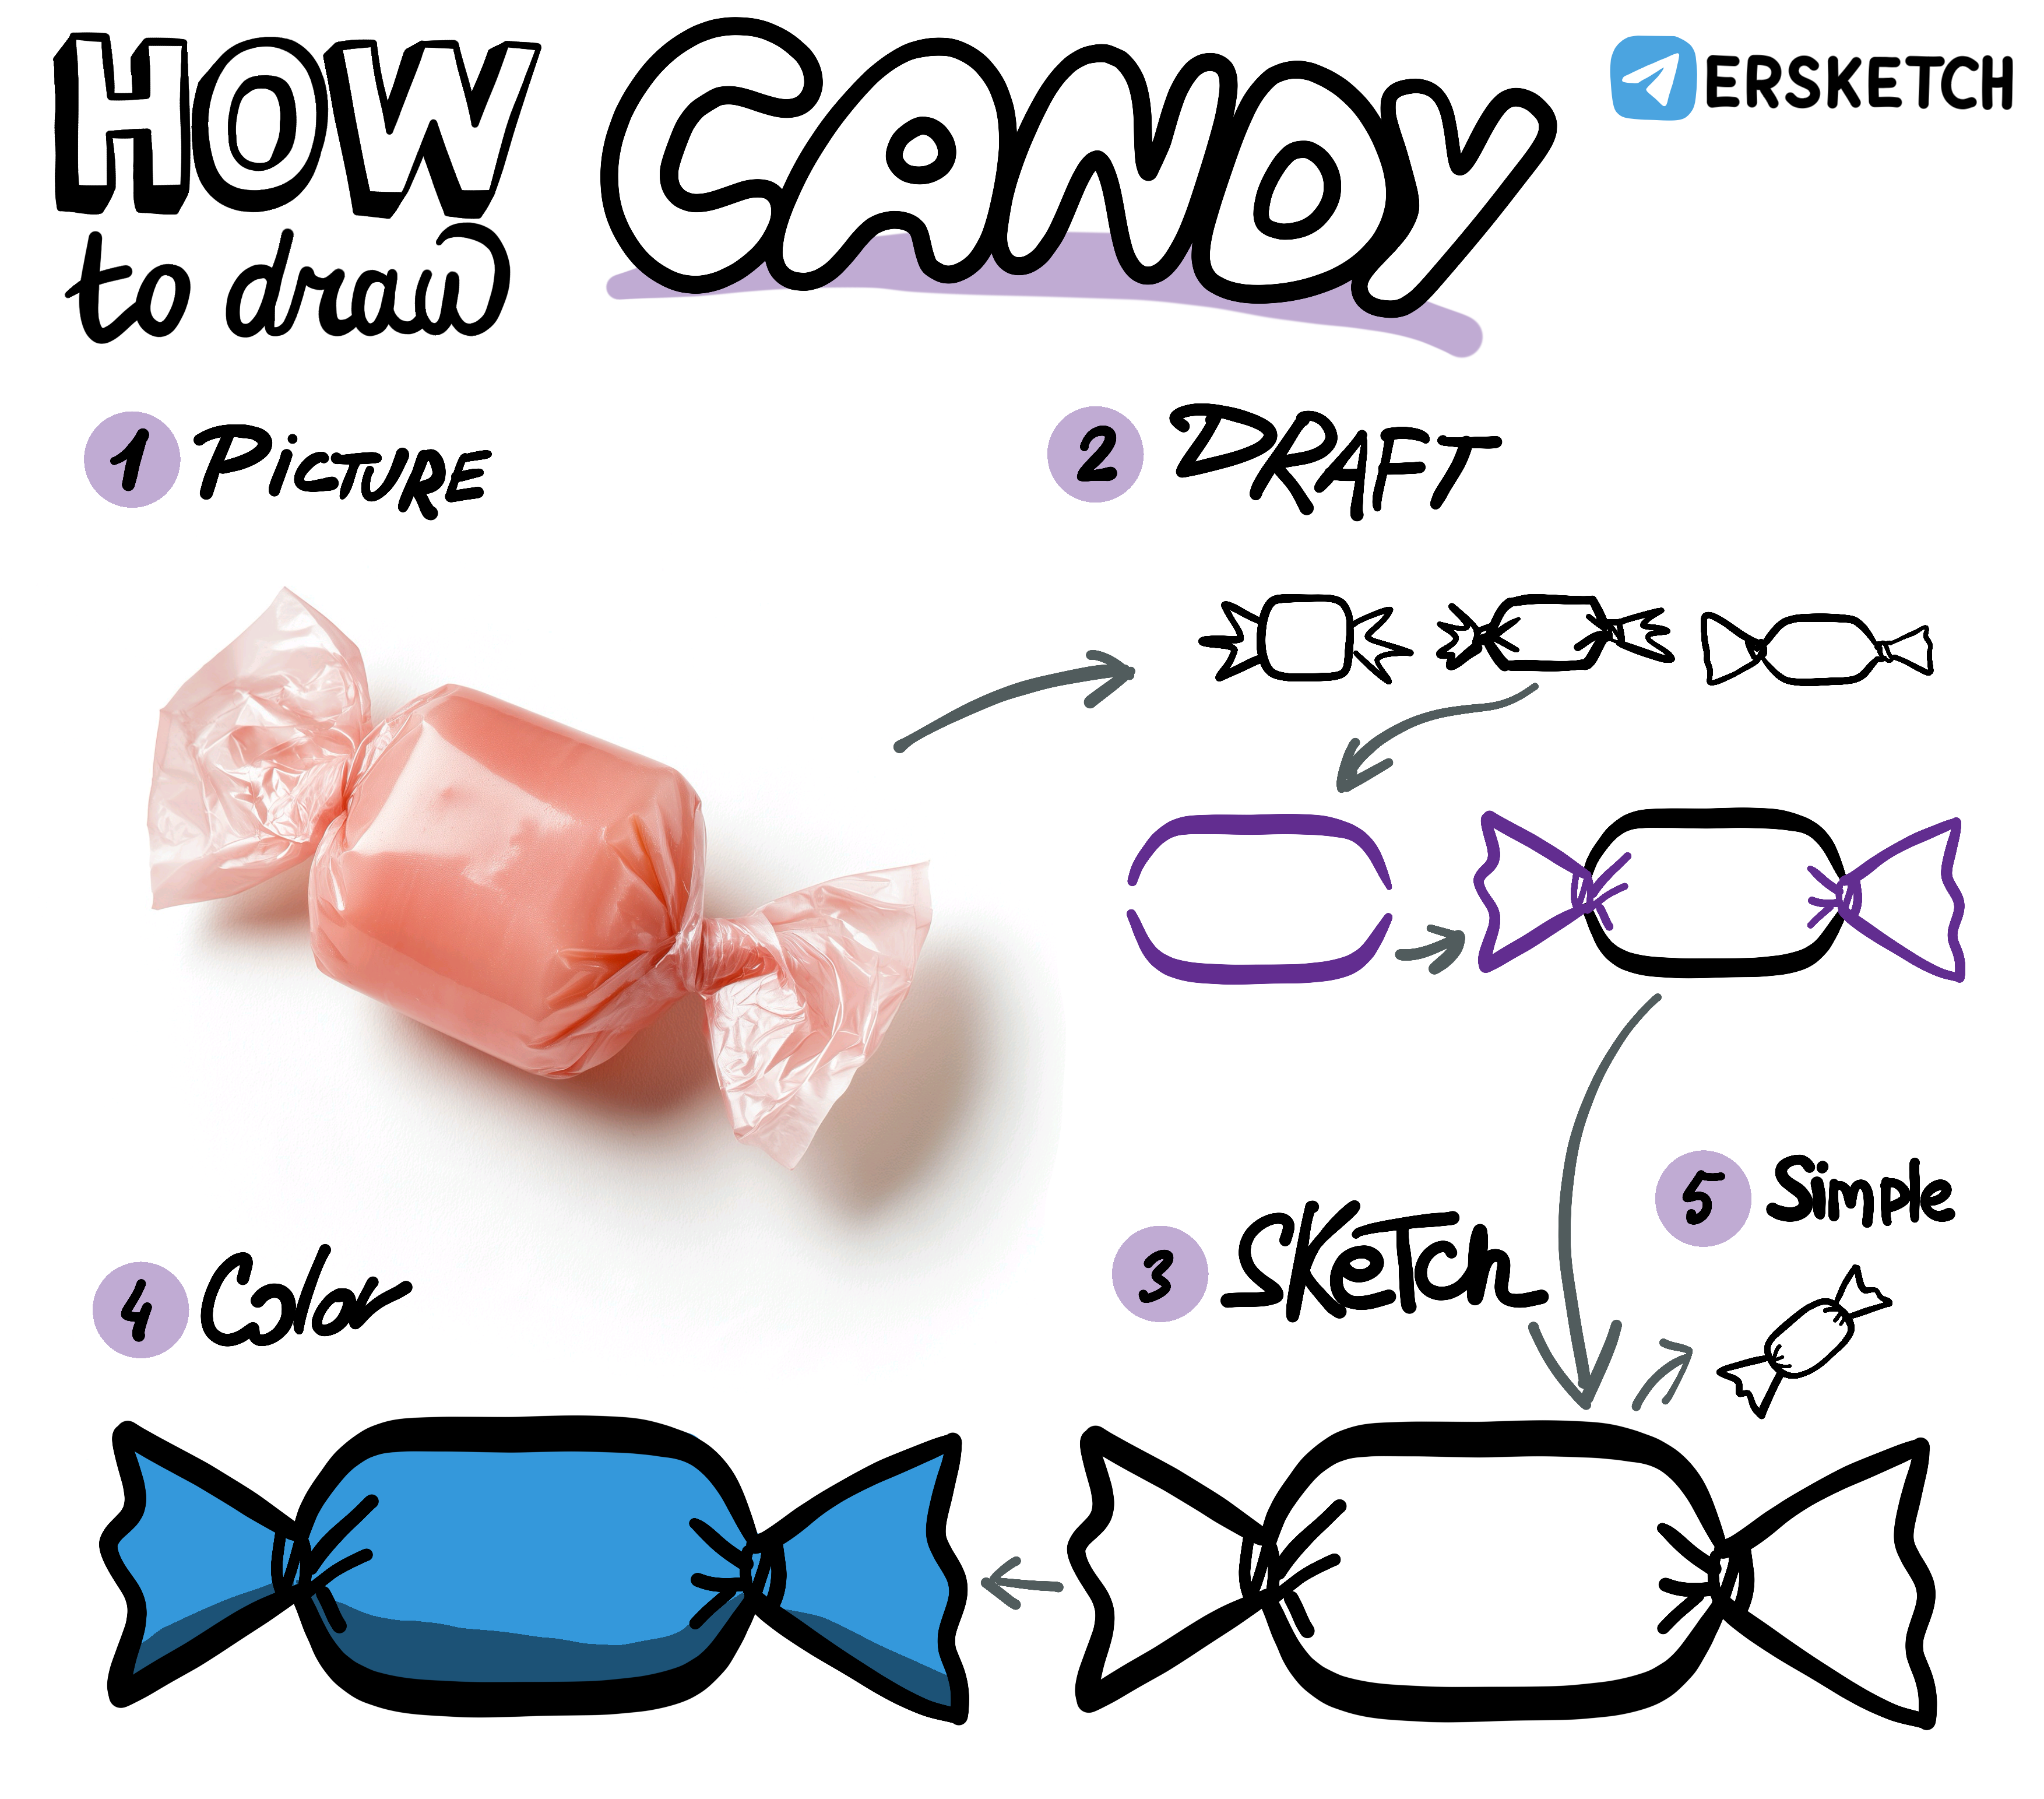 HOW
to draw
CANDY
ERSKETCH
1 PICTURE
2 DRAFT
3 SKETCH
4 Color
5 Simple